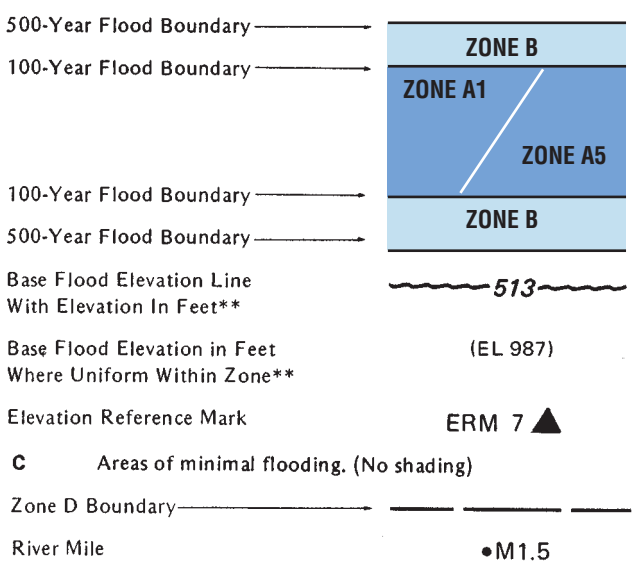 500-Year Flood Boundary
ZONE B
100-Year Flood Boundary
ZONE A1
ZONE A5
100-Year Flood Boundary
ZONE B
500-Year Flood Boundary
Base Flood Elevation Line
With Elevation In Feet**
513
Base Flood Elevation in Feet
Where Uniform Within Zone**
(EL 987)
Elevation Reference Mark
ERM 7
C Areas of minimal flooding. (No shading)
Zone D Boundary
River Mile
•M1.5